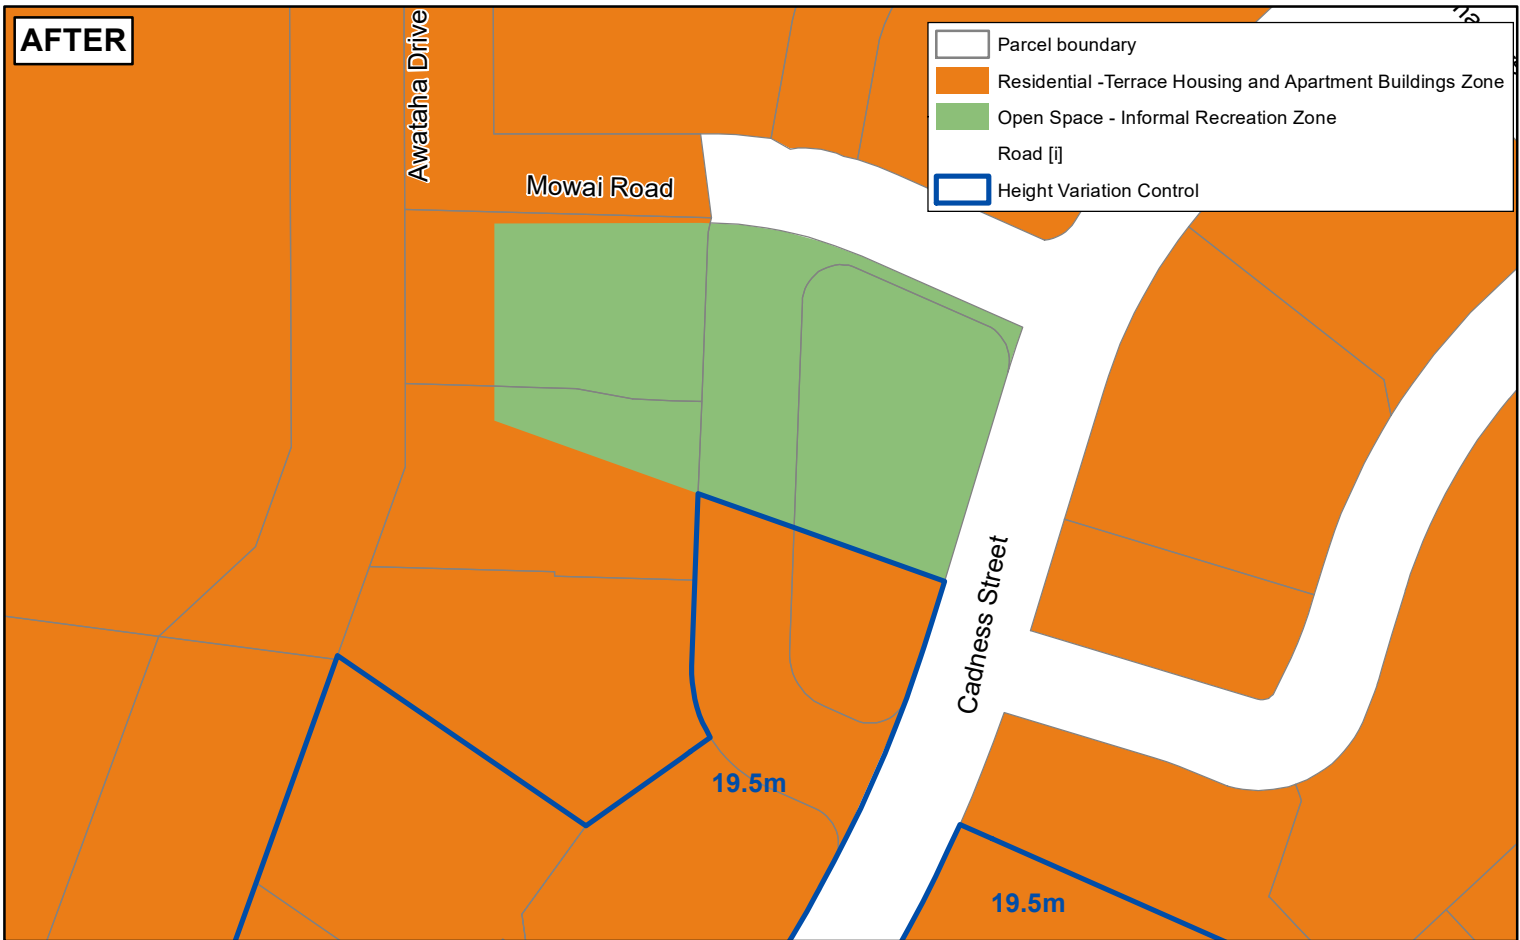 AFTER
Awataha Drive
Mowai Road
Parcel boundary
Residential -Terrace Housing and Apartment Buildings Zone
Open Space - Informal Recreation Zone
Road [i]
Height Variation Control
Cadness Street
19.5m
19.5m